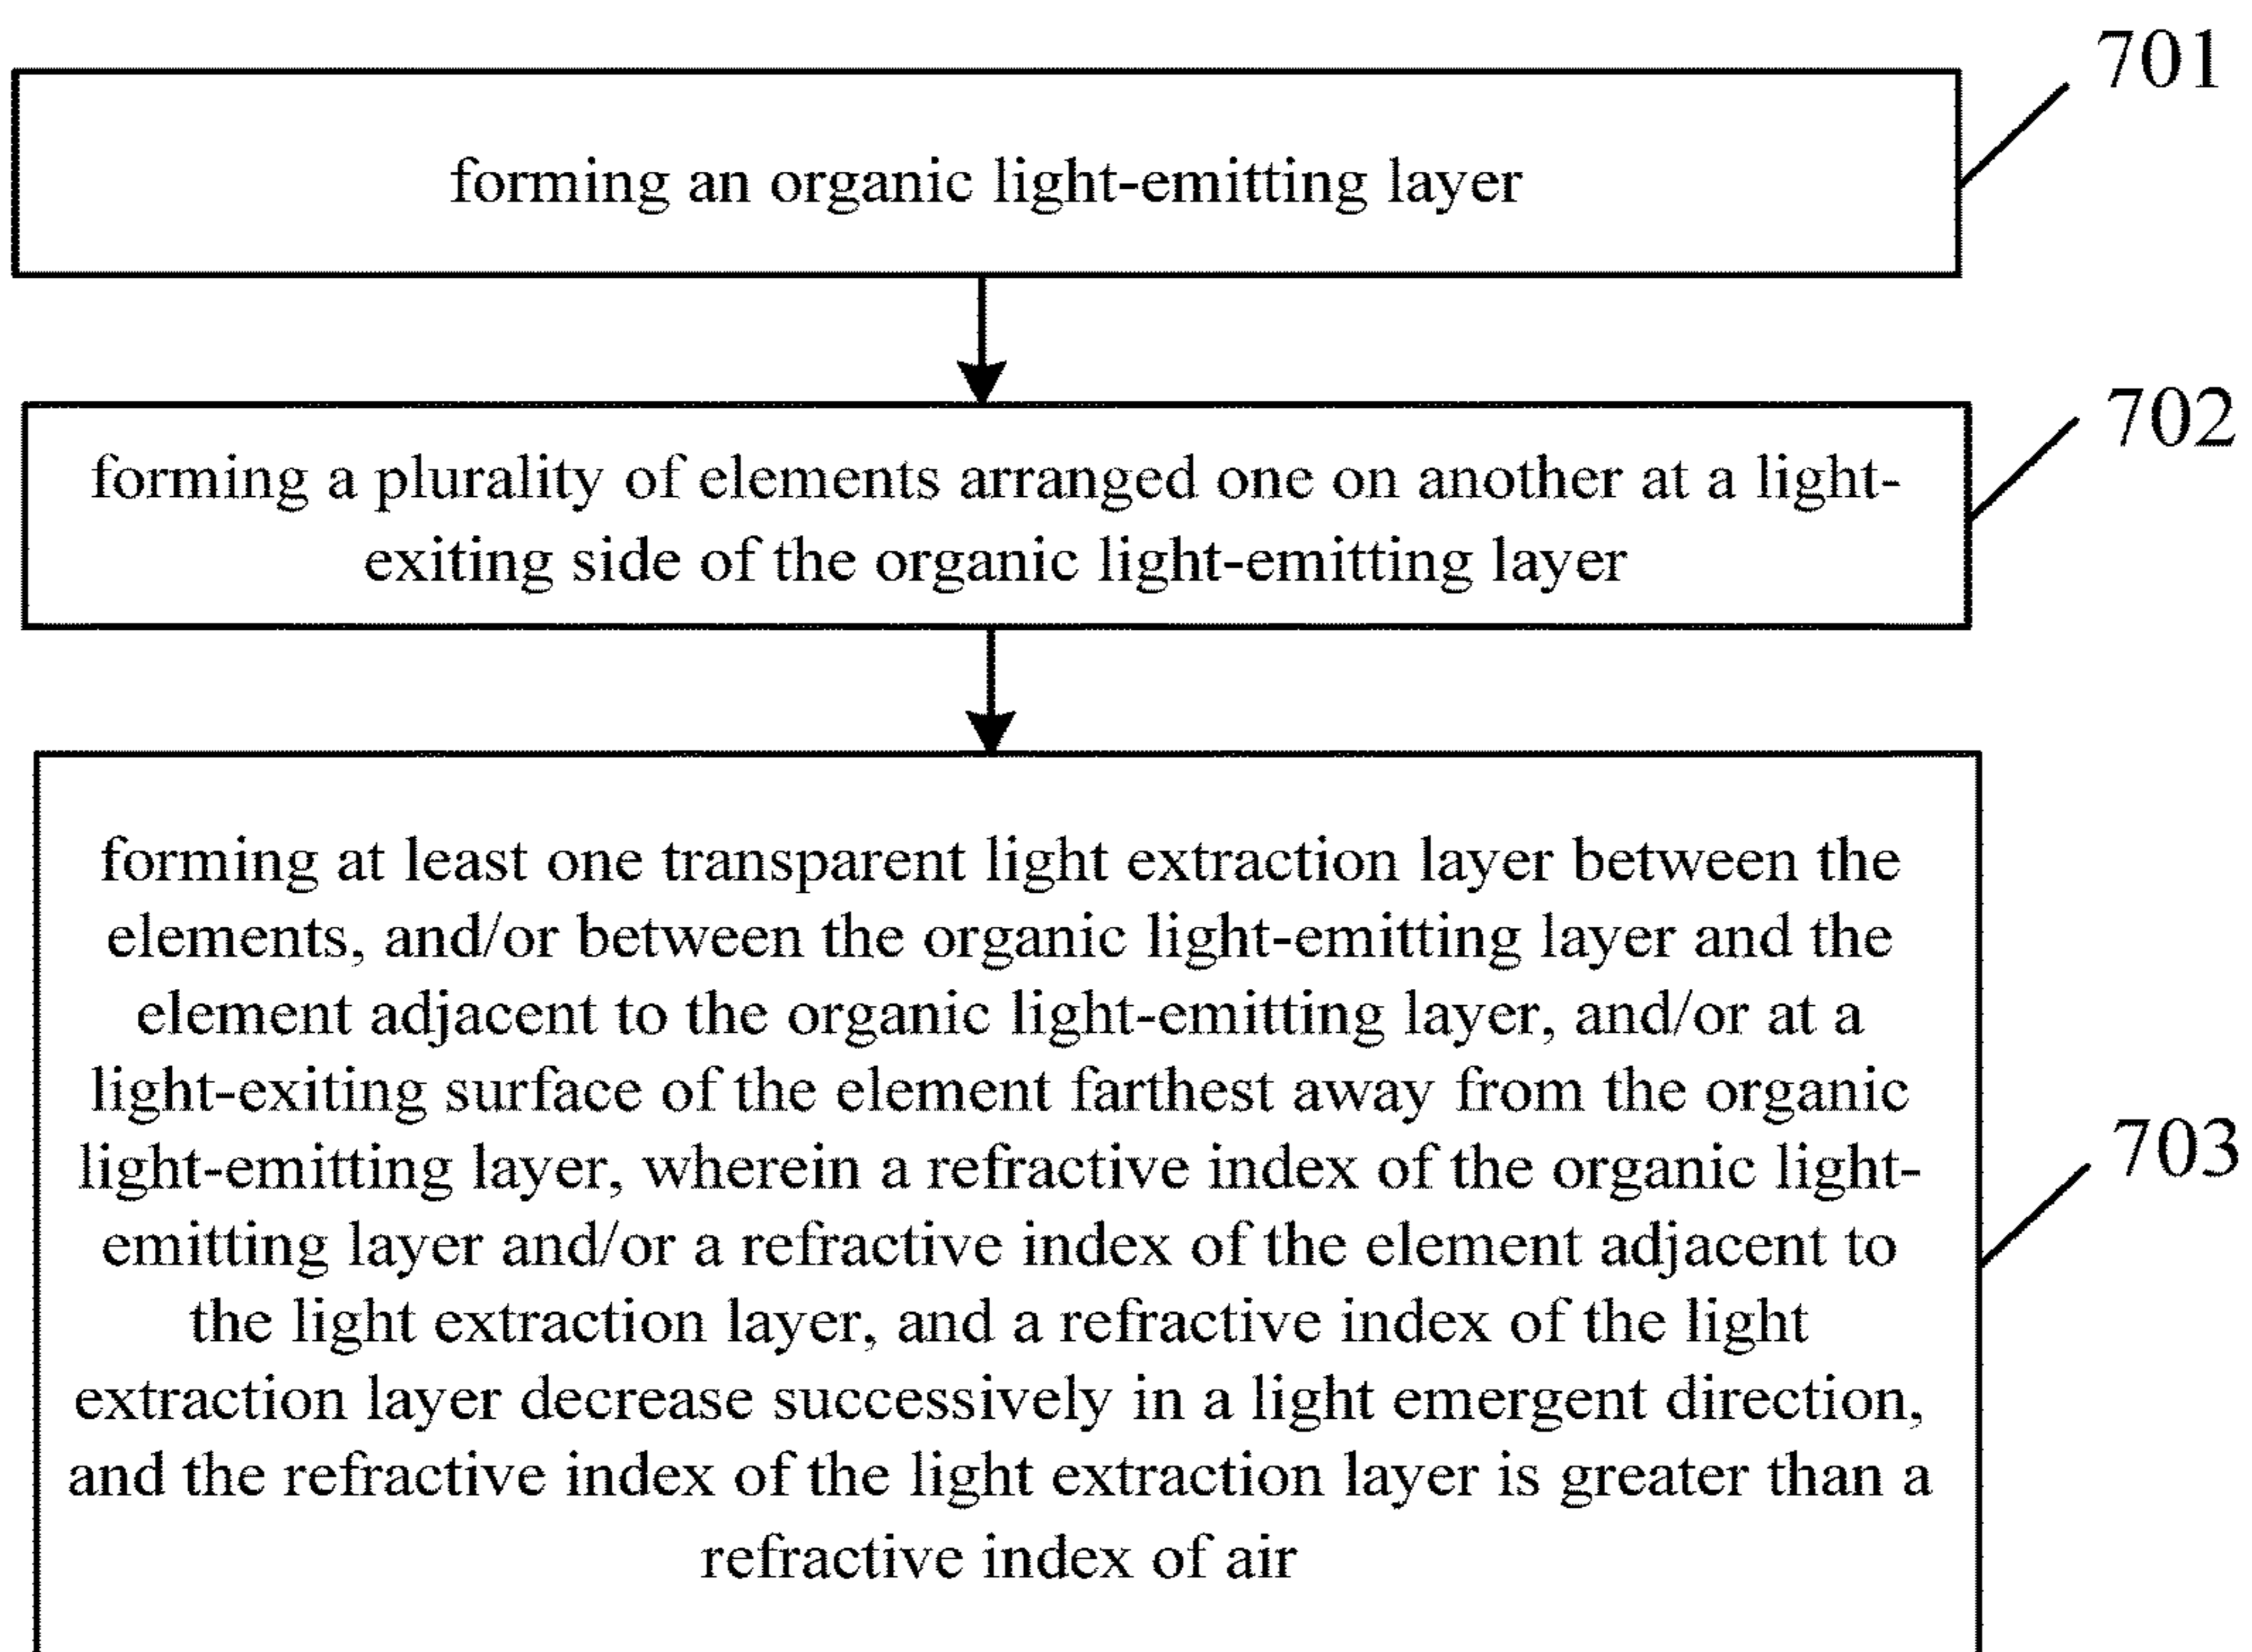 701
forming an organic light-emitting layer
702
forming a plurality of elements arranged one on another at a light-
exiting side of the organic light-emitting layer
forming at least one transparent light extraction layer between the
elements, and/or between the organic light-emitting layer and the
element adjacent to the organic light-emitting layer, and/or at a
light-exiting surface of the element farthest away from the organic
light-emitting layer, wherein a refractive index of the organic light-
emitting layer and/or a refractive index of the element adjacent to
the light extraction layer, and a refractive index of the light
extraction layer decrease successively in a light emergent direction,
and the refractive index of the light extraction layer is greater than a
refractive index of air
703